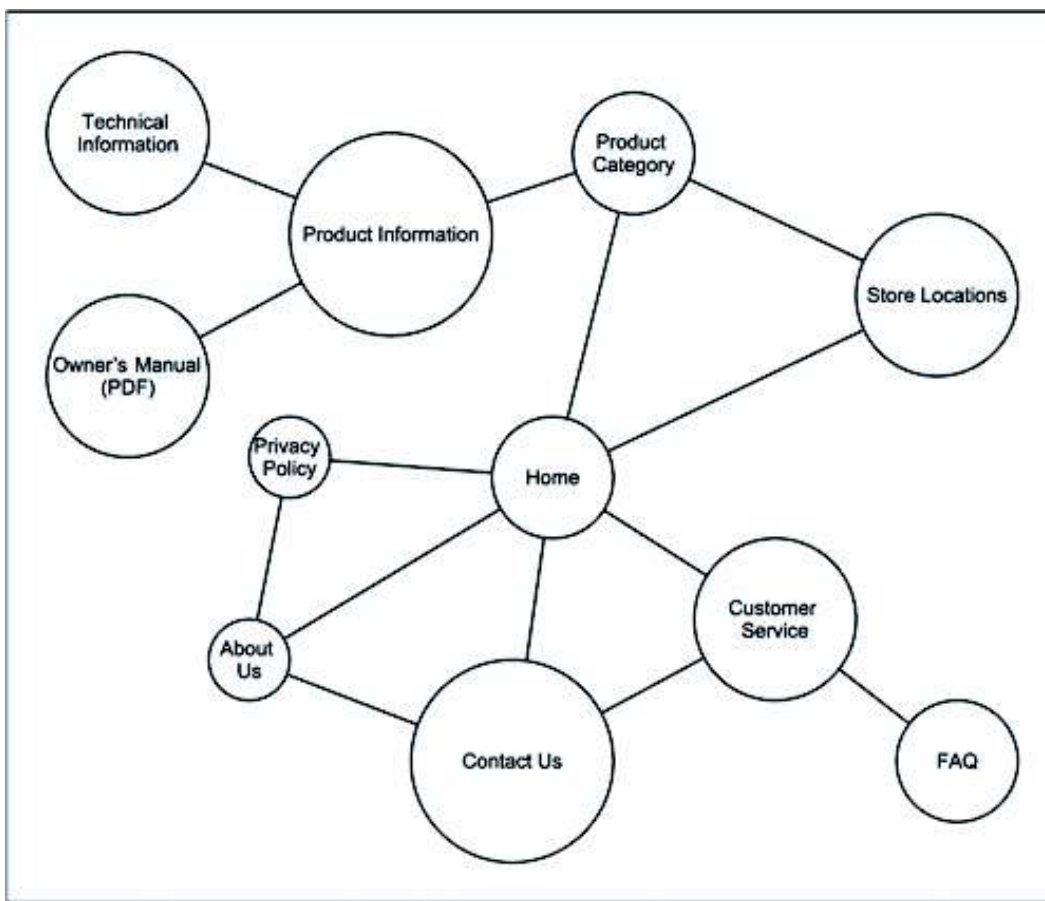 Technical
Information
Product
Category
Product Information
Store Locations
Owner's Manual
(PDF)
Privacy
Policy
Home
Customer
Service
About
Us
Contact Us
FAQ